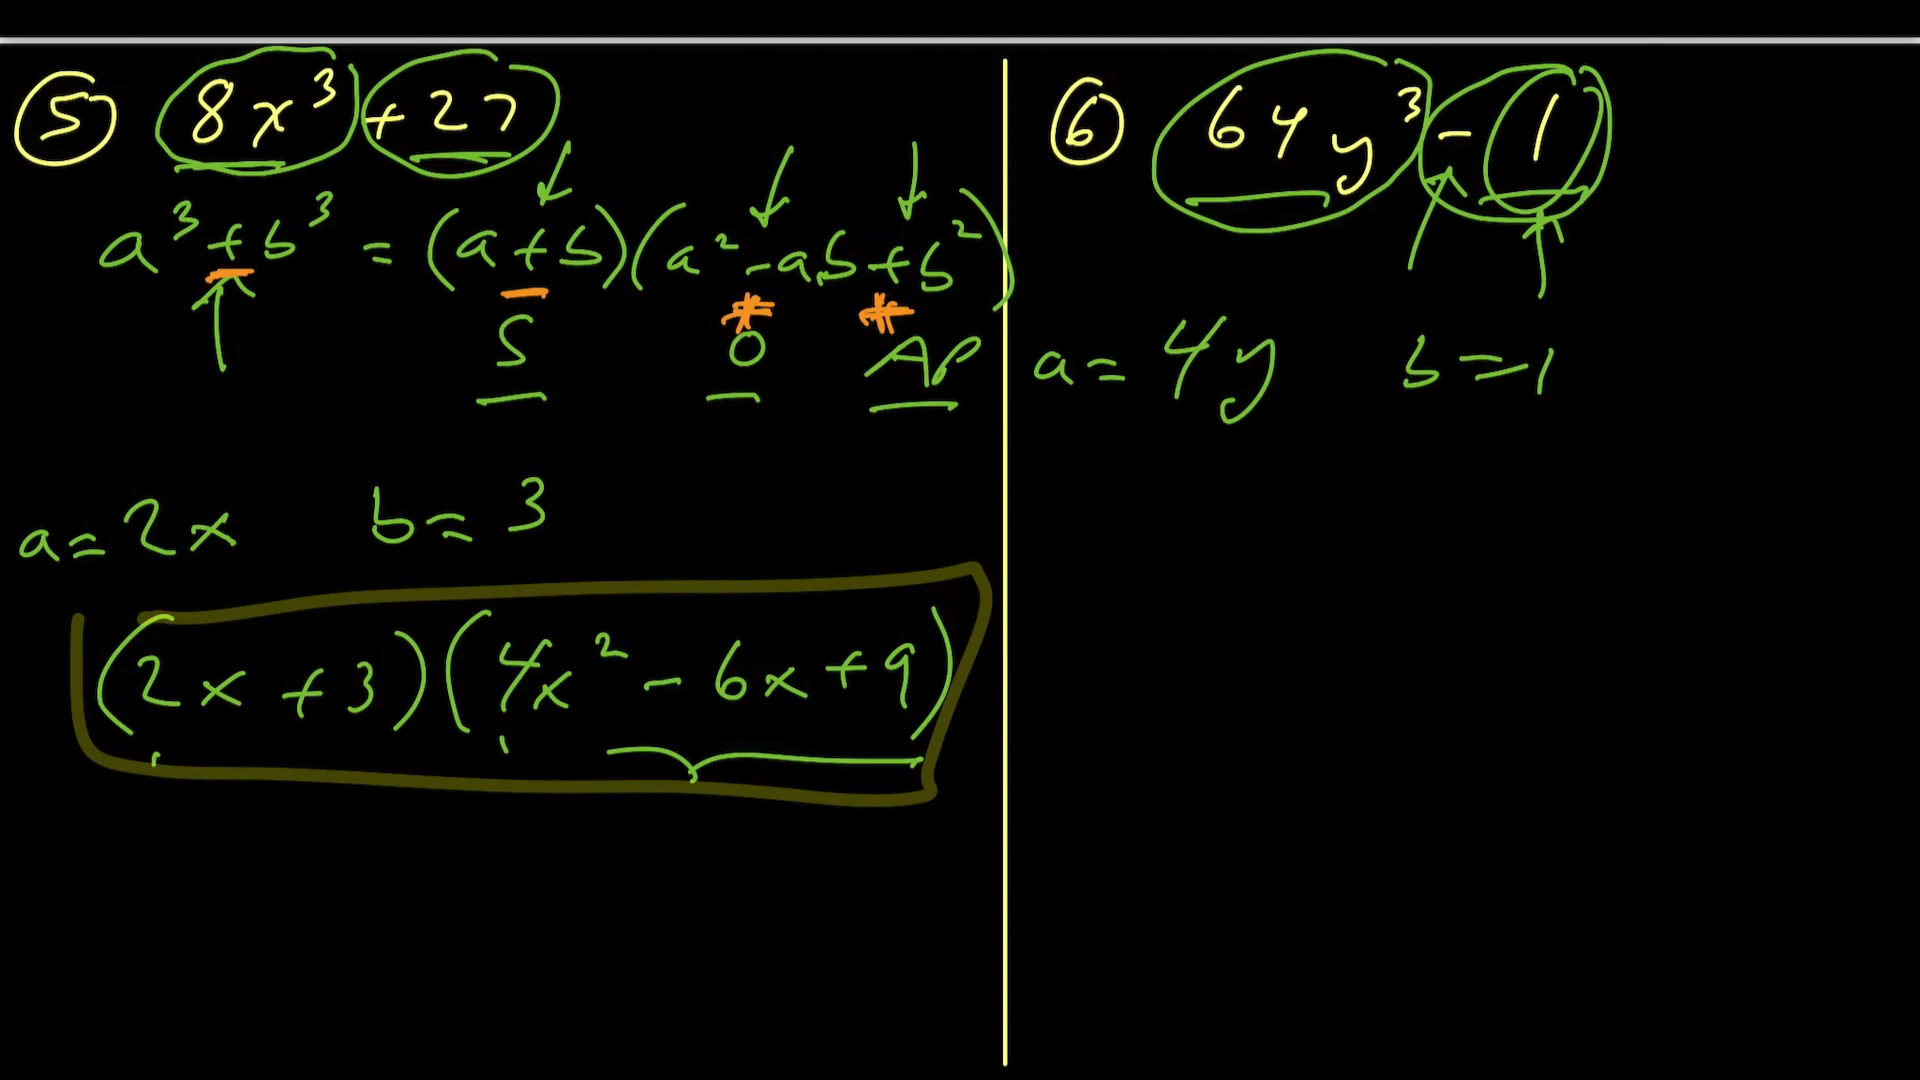 ⑤ 8x³ + 27
a³ + b³ = (a + b)(a² - ab + b²)
S O AP
a = 2x b = 3
(2x + 3)(4x² - 6x + 9)
⑥ 64y³ - 1
a = 4y b = 1